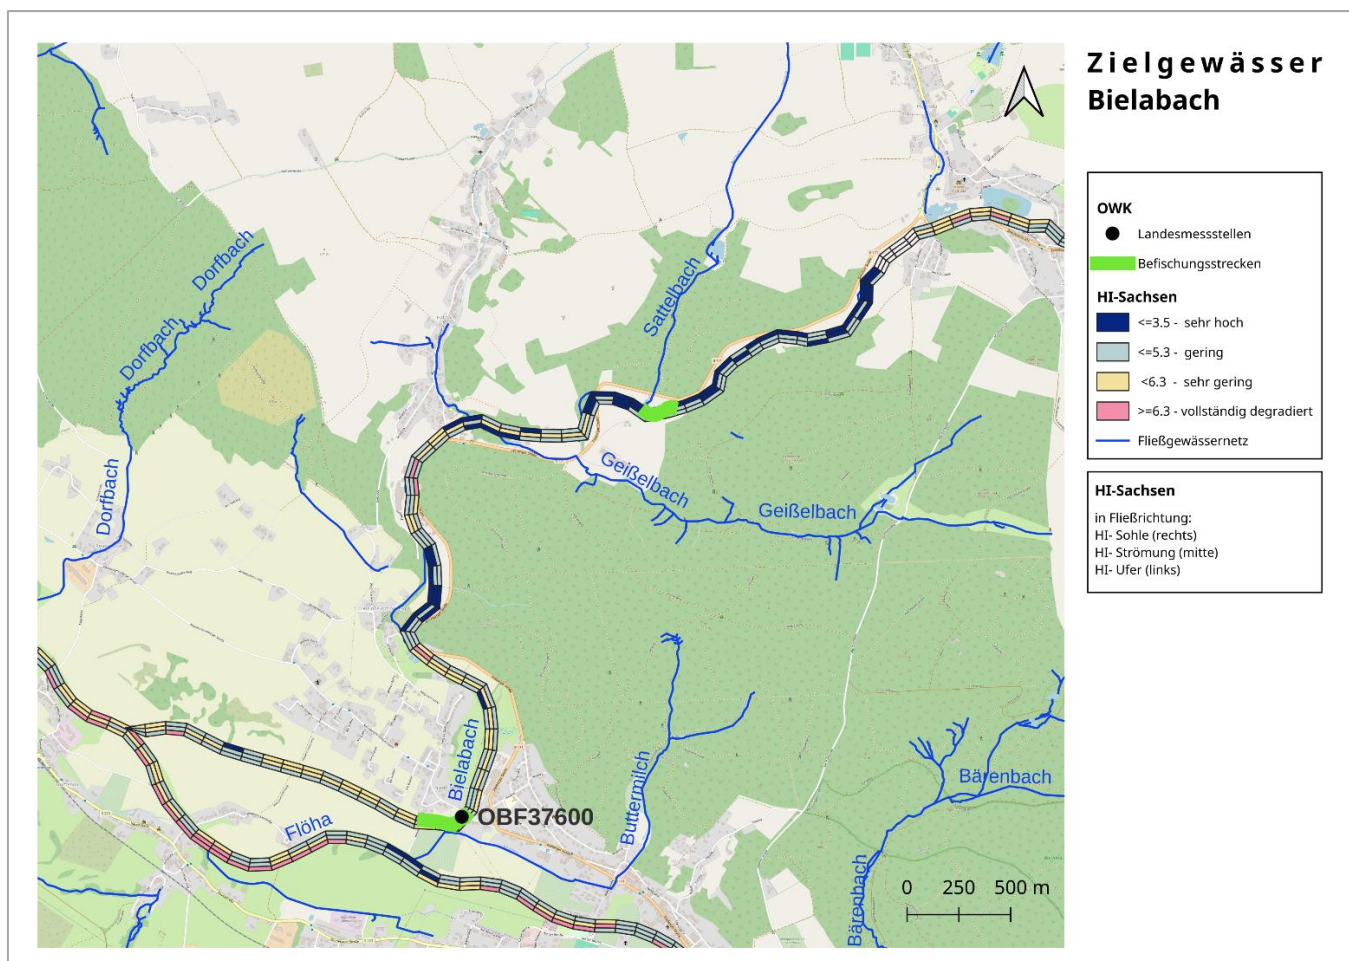 Zielgewässer
Bielabach
OWK
Landesmessstellen
Befischungsstrecken
HI-Sachsen
<=3.5 - sehr hoch
<=5.3 - gering
<6.3 - sehr gering
>=6.3 - vollständig degradiert
Fließgewässernetz
HI-Sachsen
in Fließrichtung:
HI- Sohle (rechts)
HI- Strömung (mitte)
HI- Ufer (links)
Dorfbach
Dorfbach
Dorfbach
Sattelbach
Geißelbach
Geißelbach
Bielabach
OBF37600
Flöha
Buttermilch
Bärenbach
Bärenbach
0 250 500 m